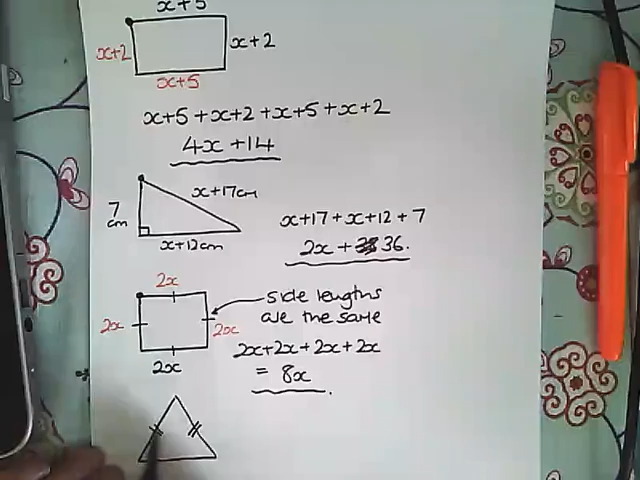 x+5
x+2
x+2
x+5
x+5+x+2+x+5+x+2
4x+14
x+17cm
7
cm
x+12cm
x+17+x+12+7
2x+36.
2x
2x
2x
2x
side lengths
are the same
2x+2x+2x+2x
= 8x.